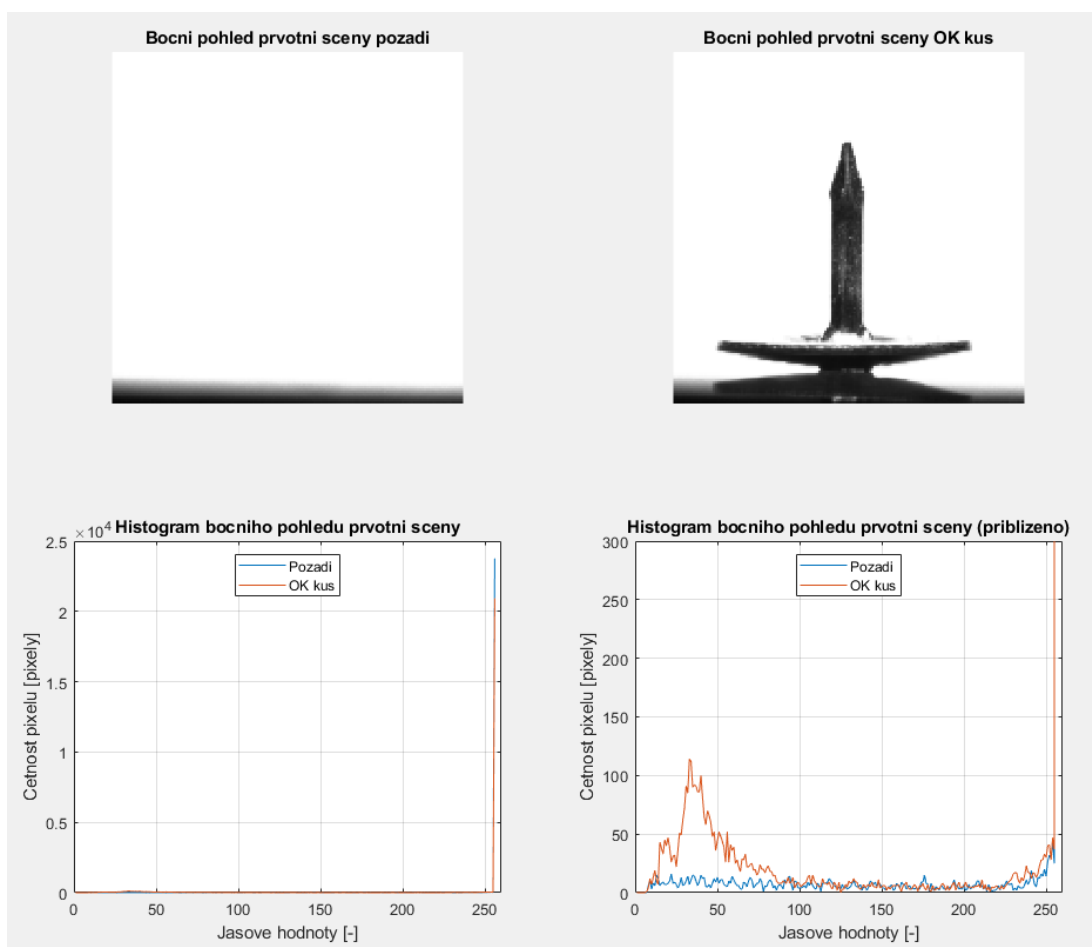 Bocni pohled prvotni sceny pozadi
Bocni pohled prvotni sceny OK kus
Histogram bocniho pohledu prvotni sceny
×10^4
2.5
2
1.5
1
0.5
0
Cetnost pixelu [pixely]
Pozadi
OK kus
0 50 100 150 200 250
Jasove hodnoty [-]
Histogram bocniho pohledu prvotni sceny (priblizeno)
300
250
200
150
100
50
0
Cetnost pixelu [pixely]
Pozadi
OK kus
0 50 100 150 200 250
Jasove hodnoty [-]